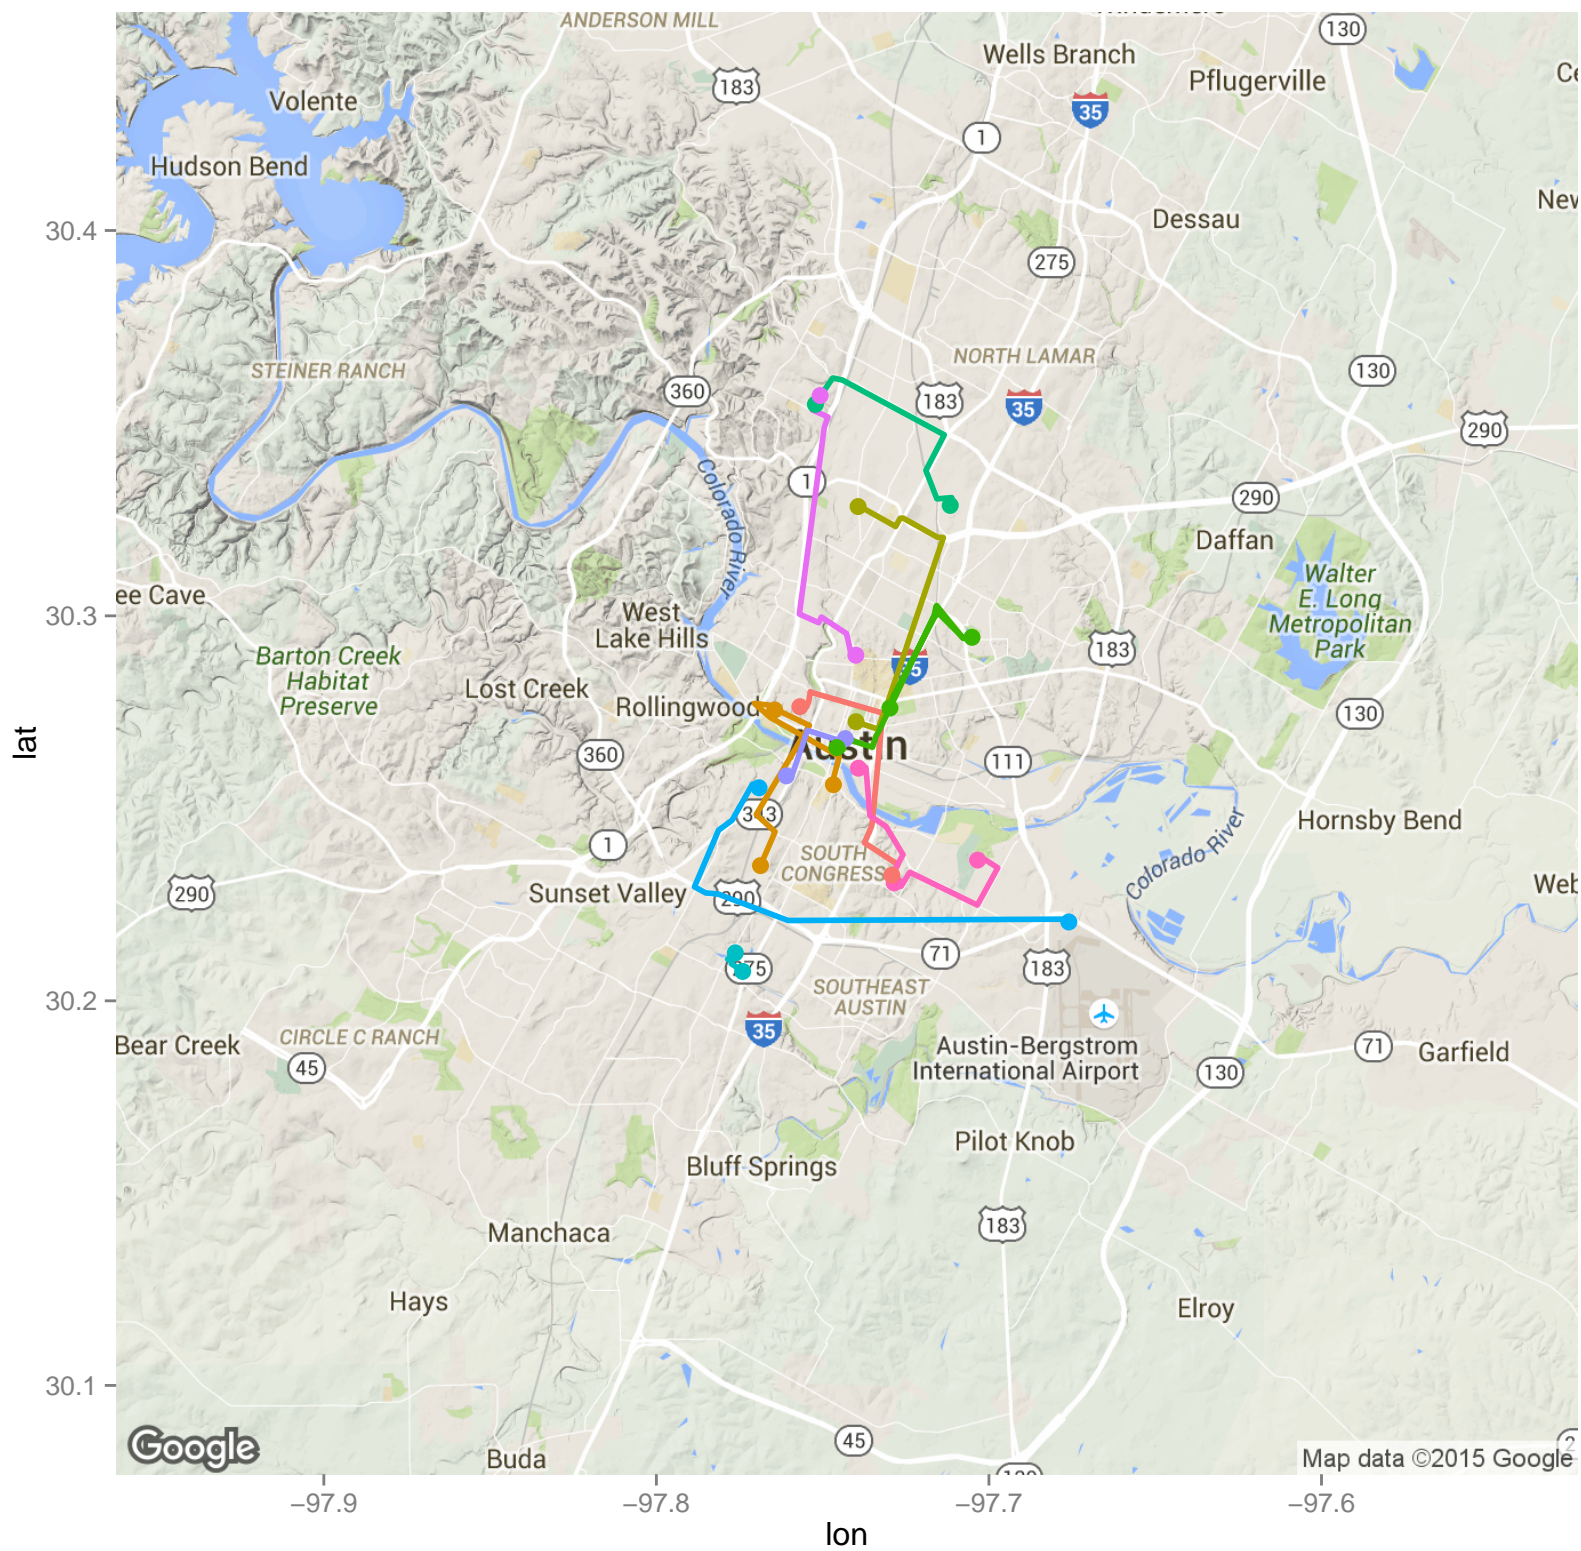 ANDERSON MILL
130
Wells Branch
183
Pflugerville
Volente
35
1
Hudson Bend
New
Dessau
30.4
275
NORTH LAMAR
STEINER RANCH
130
360
183
35
290
Colorado River
1
290
Daffan
Walter
E. Long
Metropolitan
Park
ee Cave
30.3
West
Lake Hills
183
Barton Creek
Habitat
Preserve
Lost Creek
Rollingwood
130
lat
Austin
360
111
Hornsby Bend
1
Colorado River
SOUTH
CONGRESS
290
Sunset Valley
290
Web
71
183
SOUTHEAST
AUSTIN
30.2
35
CIRCLE C RANCH
Bear Creek
45
Austin-Bergstrom
International Airport
71
Garfield
130
Pilot Knob
Bluff Springs
183
Manchaca
Hays
Elroy
30.1
45
Google
Buda
Map data ©2015 Google
−97.9
−97.8
−97.7
−97.6
lon